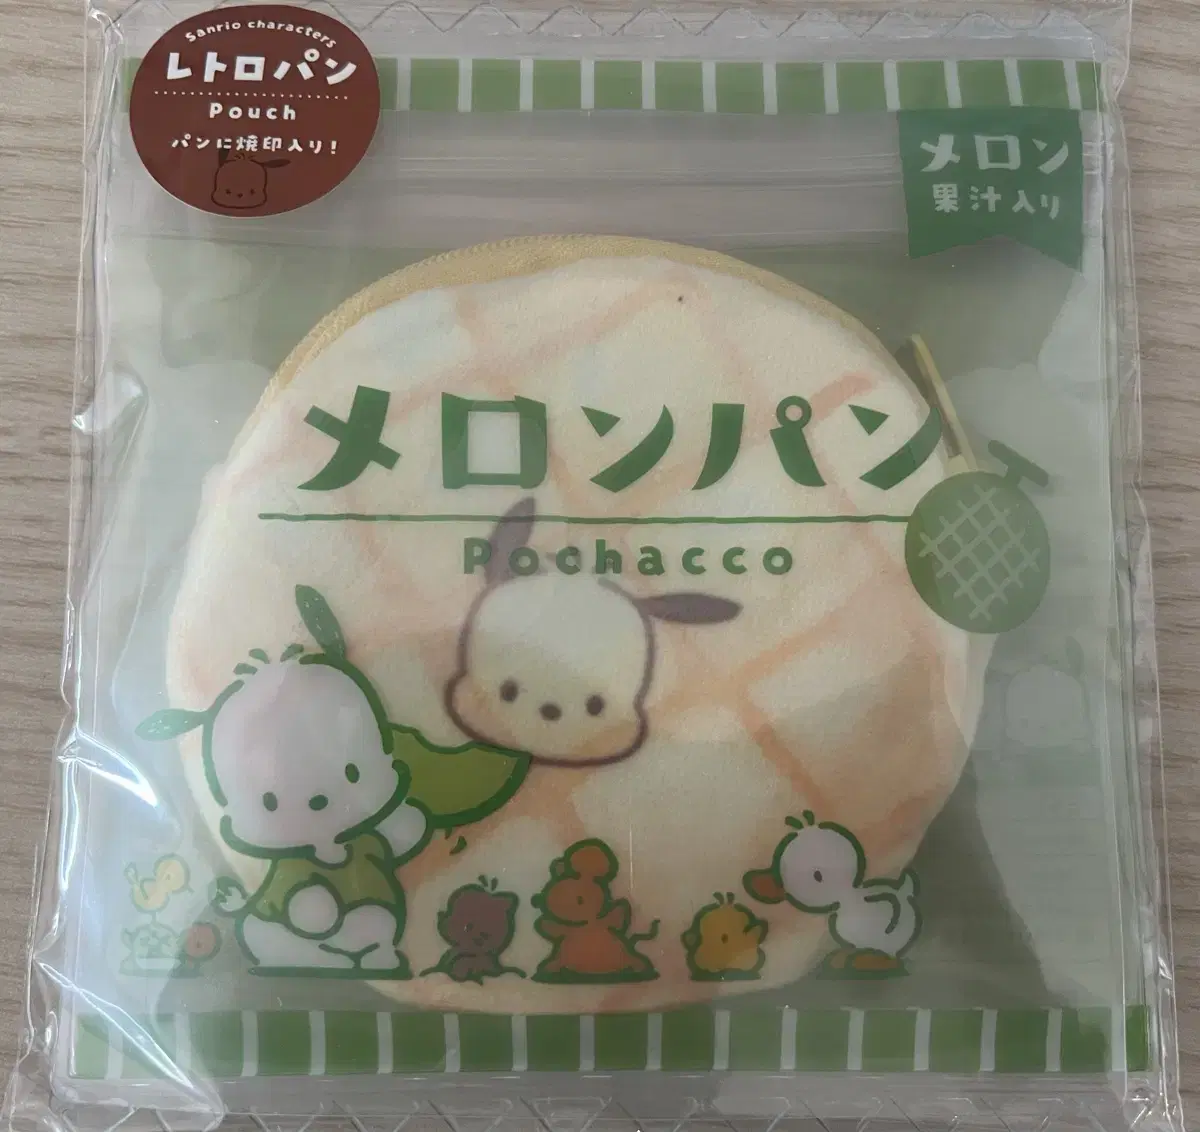 Sanrio characters
レトロパン
Pouch
パンに焼印入り!
メロン
果汁入り
メロンパン
Pochacco